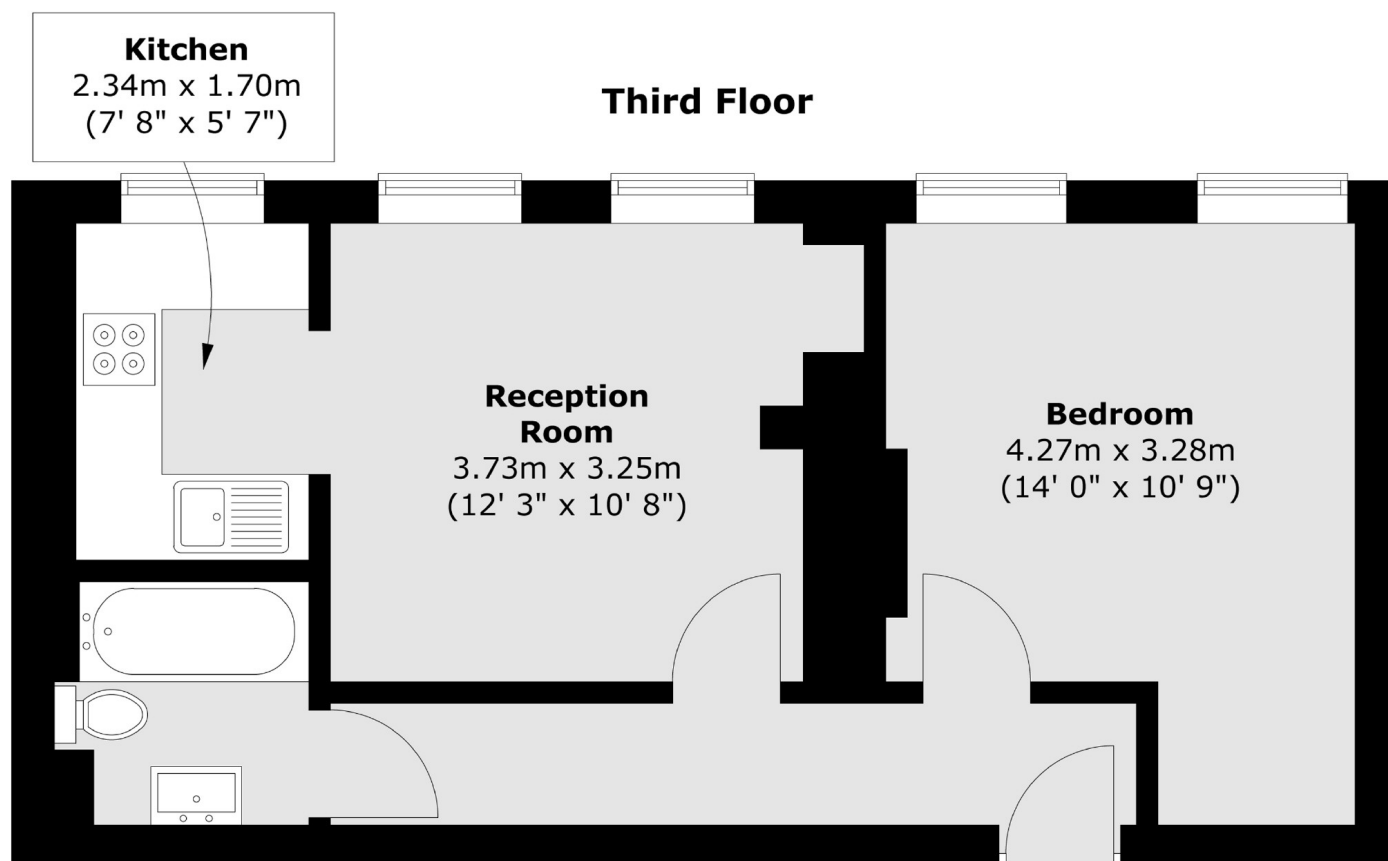 Kitchen
2.34m x 1.70m
(7' 8" x 5' 7")
Third Floor
Reception
Room
3.73m x 3.25m
(12' 3" x 10' 8")
Bedroom
4.27m x 3.28m
(14' 0" x 10' 9")